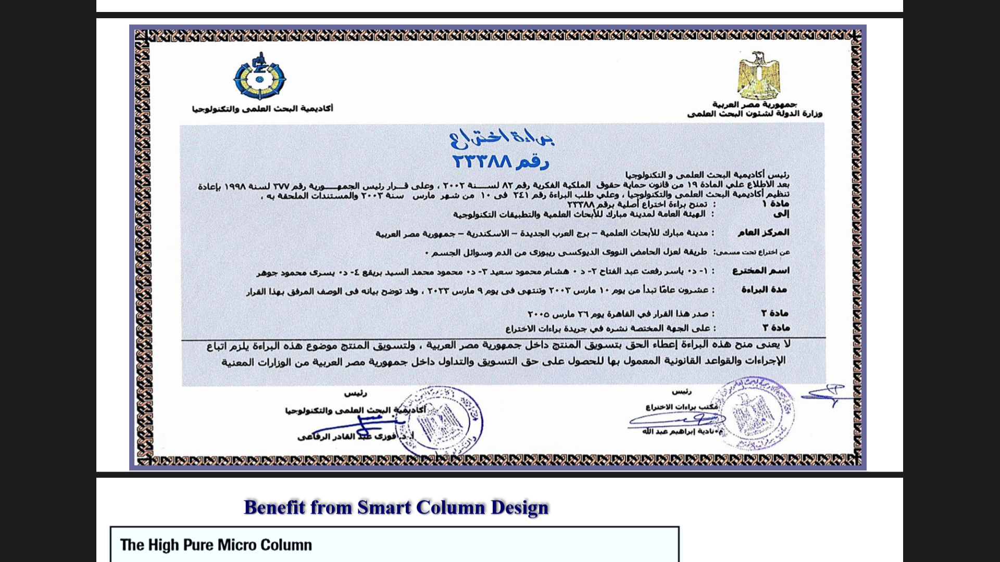 جمهورية مصر العربية
وزارة الدولة لشئون البحث العلمى
أكاديمية البحث العلمى والتكنولوجيا
براءة اختراع
رقم ٢٣٣٨٨
رئيس أكاديمية البحث العلمى و التكنولوجيا
بعد الاطلاع علي المادة ١٩ من قانون حماية حقوق الملكية الفكرية رقم ٨٢ لســـنة ٢٠٠٢ ، وعلى قـــرار رئيس الجمهـــورية رقم ٣٧٧ لسنة ١٩٩٨ بإعادة
تنظيم أكاديمية البحث العلمى والتكنولوجيا ، وعلي طلب البراءة رقم ٢٤١ فى ١٠ من شهر مارس سنة ٢٠٠٣ والمستندات الملحقة به ،
مادة ١ : تمنح براءة اختراع أصلية برقم ٢٣٣٨٨
إلى : الهيئة العامة لمدينة مبارك للأبحاث العلمية والتطبيقات التكنولوجية
المركز العام : مدينة مبارك للأبحاث العلمية – برج العرب الجديدة – الاسكندرية – جمهورية مصر العربية
عن اختراع تحت مسمى: طريقة لعزل الحامض النووى الديوكسى ريبوزى من الدم وسوائل الجسم ٠
اسم المخترع : ١- د٠ ياسر رفعت عبد الفتاح ٢- د ٠ هشام محمود سعيد ٣- د٠ محمود محمد السيد بريقع ٤- د٠ يسرى محمود جوهر
مدة البراءة : عشرون عامًا تبدأ من يوم ١٠ مارس ٢٠٠٣ وتنتهى فى يوم ٩ مارس ٢٠٢٣ ، وقد توضح بيانه فى الوصف المرفق بهذا القرار
مادة ٢ : صدر هذا القرار في القاهرة يوم ٢٦ مارس ٢٠٠٥
مادة ٣ : على الجهة المختصة نشره في جريدة براءات الاختراع
لا يعنى منح هذه البراءة إعطاء الحق بتسويق المنتج داخل جمهورية مصر العربية ، ولتسويق المنتج موضوع هذه البراءة يلزم اتباع
الإجراءات والقواعد القانونية المعمول بها للحصول على حق التسويق والتداول داخل جمهورية مصر العربية من الوزارات المعنية
رئيس
مكتب براءات الاختراع
م٠نادية إبراهيم عبد الله
رئيس
أكاديمية البحث العلمى والتكنولوجيا
أ. د. فوزى عبد القادر الرفاعى
Benefit from Smart Column Design
The High Pure Micro Column